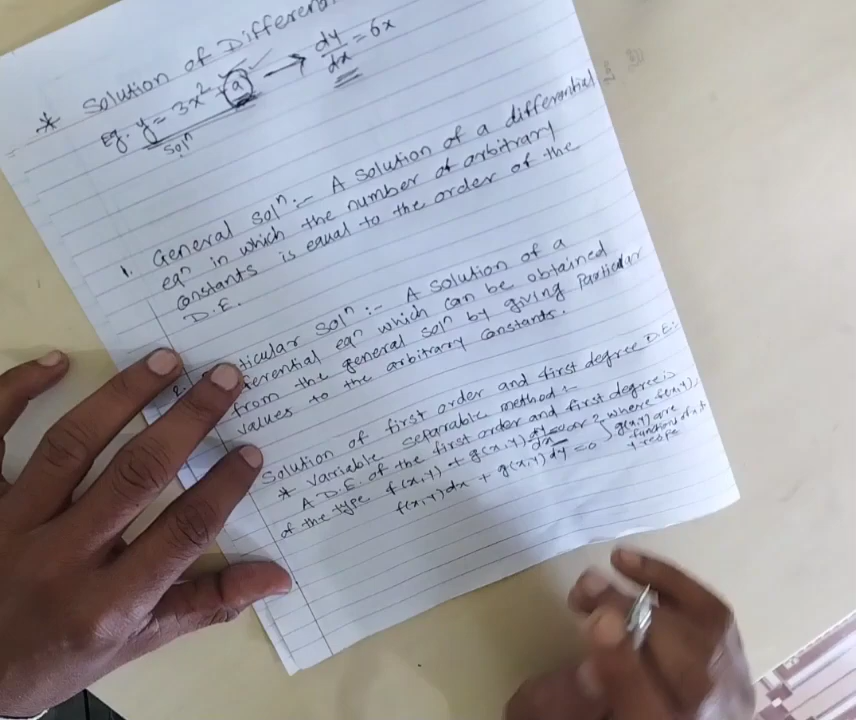 * Solution of Differen
Eg. y = 3x² + a → dy/dx = 6x
Solⁿ
1. General Solⁿ :- A solution of a differential
eqⁿ in which the number of arbitrary
constants is equal to the order of the
D.E.
2. ticular Solⁿ :- A solution of a
ferential eqⁿ which can be obtained
from the general solⁿ by giving particular
values to the arbitrary constants.
Solution of first order and first degree D.E:-
* Variable separable method :-
A D.E. of the first order and first degree is
of the type f(x,y) + g(x,y) dy/dx = 0 or } where f(x,y),
f(x,y)dx + g(x,y)dy = 0 g(x,y) are
functions of x &
y